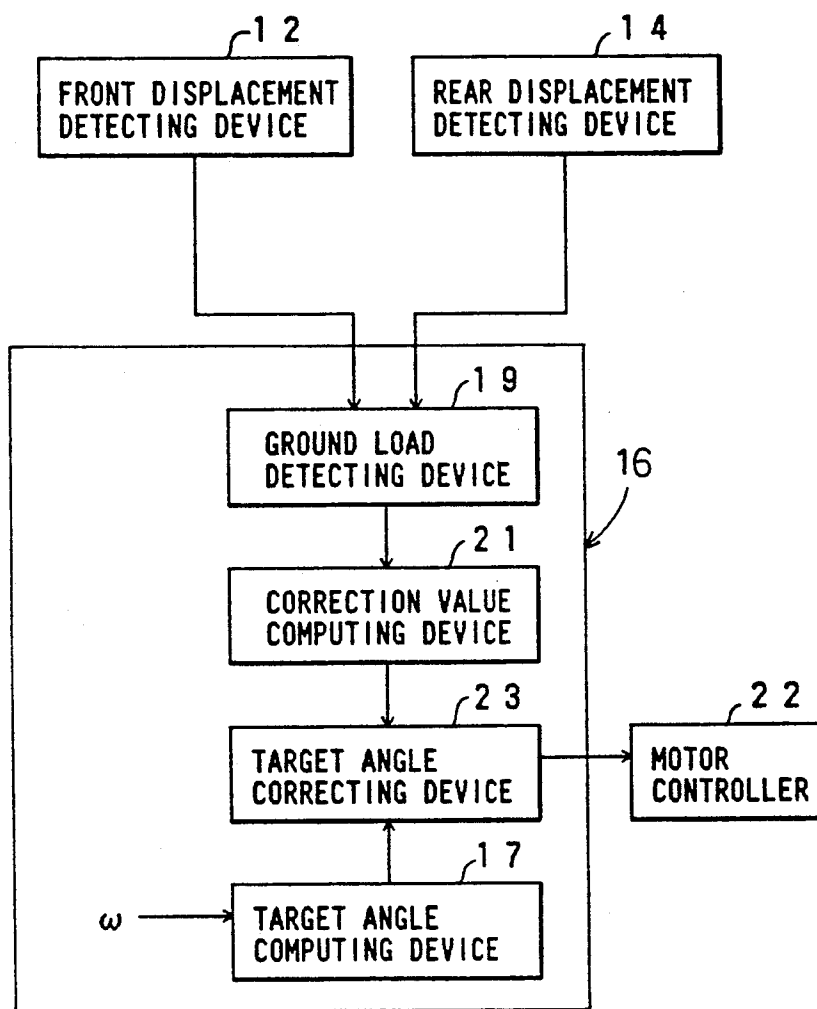 12
FRONT DISPLACEMENT
DETECTING DEVICE
14
REAR DISPLACEMENT
DETECTING DEVICE
19
GROUND LOAD
DETECTING DEVICE
16
21
CORRECTION VALUE
COMPUTING DEVICE
23
TARGET ANGLE
CORRECTING DEVICE
22
MOTOR
CONTROLLER
17
ω
TARGET ANGLE
COMPUTING DEVICE